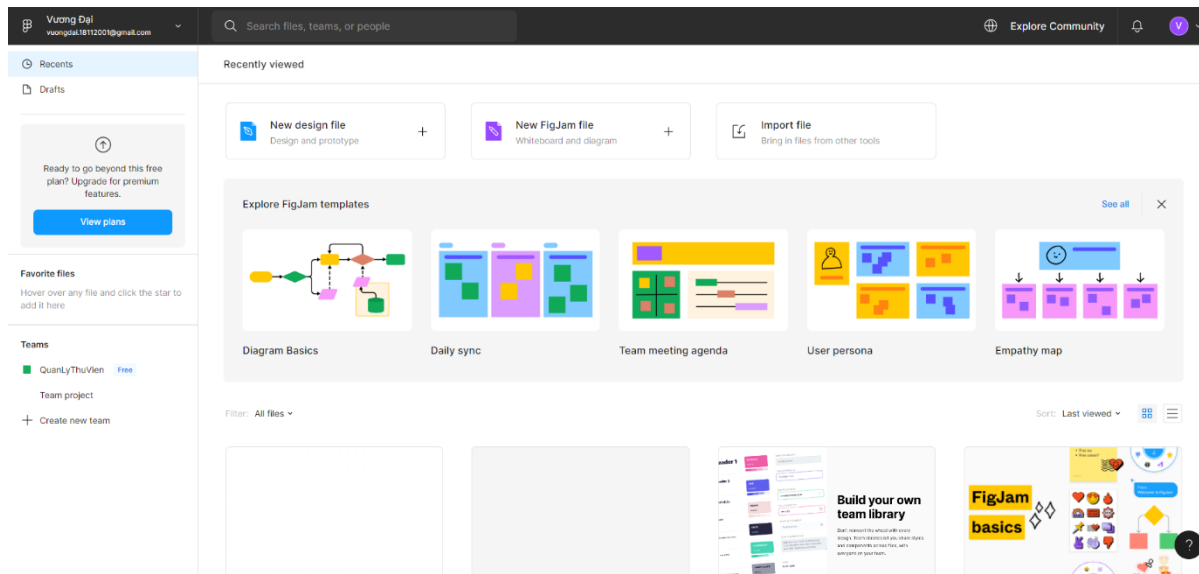 Vương Đại
vuongdai.18112001@gmail.com
Search files, teams, or people
Explore Community
V
Recents
Drafts
Ready to go beyond this free
plan? Upgrade for premium
features.
View plans
Favorite files
Hover over any file and click the star to
add it here
Teams
QuanLyThuVien Free
Team project
Create new team
Recently viewed
New design file
Design and prototype
New FigJam file
Whiteboard and diagram
Import file
Bring in files from other tools
Explore FigJam templates
See all
Diagram Basics
Daily sync
Team meeting agenda
User persona
Empathy map
Filter: All files
Sort: Last viewed
Build your own
team library
FigJam
basics
?